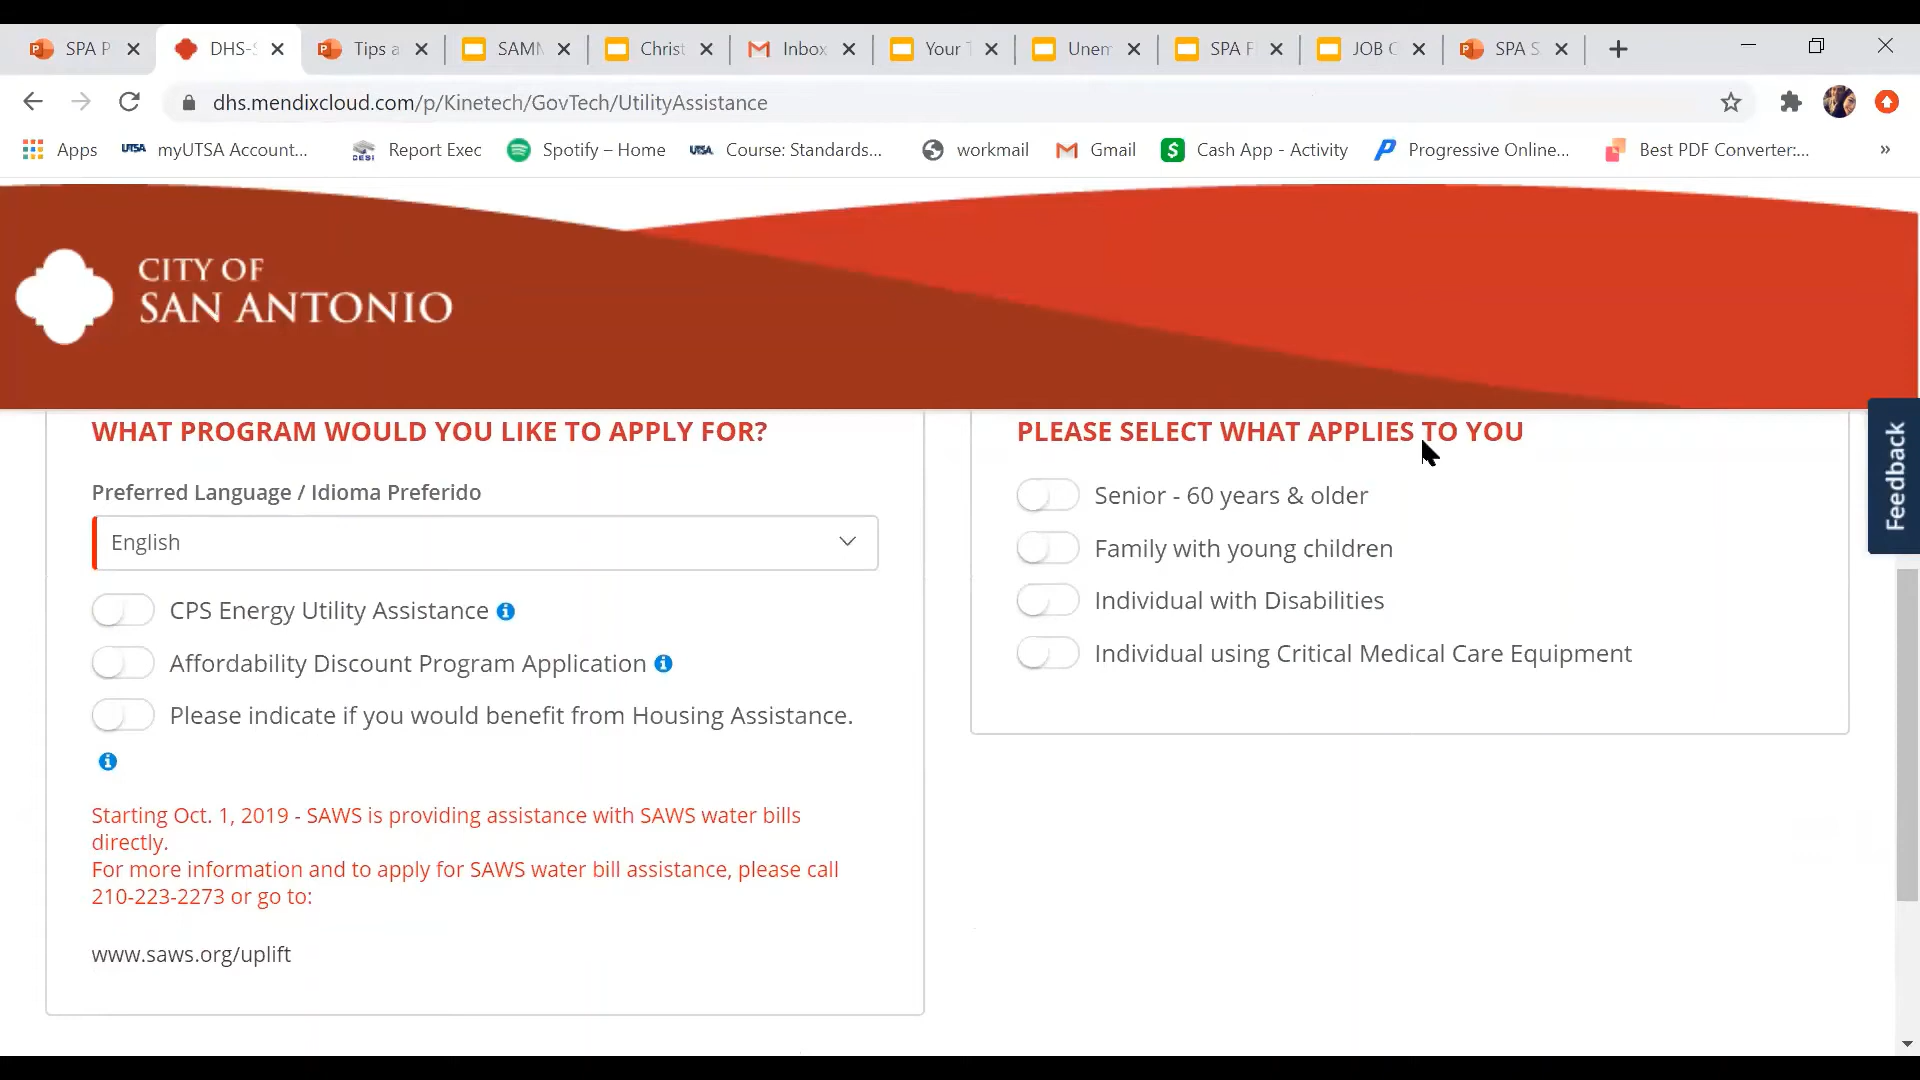 SPA P
DHS-S
Tips a
SAMM
Christ
Inbox
Your T
Unem
SPA F
JOB C
SPA S
dhs.mendixcloud.com/p/Kinetech/GovTech/UtilityAssistance
Apps
UTSA myUTSA Account...
DESI Report Exec
Spotify – Home
UTSA Course: Standards...
workmail
Gmail
Cash App - Activity
Progressive Online...
Best PDF Converter:...
»
CITY OF
SAN ANTONIO
Feedback
WHAT PROGRAM WOULD YOU LIKE TO APPLY FOR?
Preferred Language / Idioma Preferido
English
CPS Energy Utility Assistance
Affordability Discount Program Application
Please indicate if you would benefit from Housing Assistance.
Starting Oct. 1, 2019 - SAWS is providing assistance with SAWS water bills
directly.
For more information and to apply for SAWS water bill assistance, please call
210-223-2273 or go to:
www.saws.org/uplift
PLEASE SELECT WHAT APPLIES TO YOU
Senior - 60 years & older
Family with young children
Individual with Disabilities
Individual using Critical Medical Care Equipment